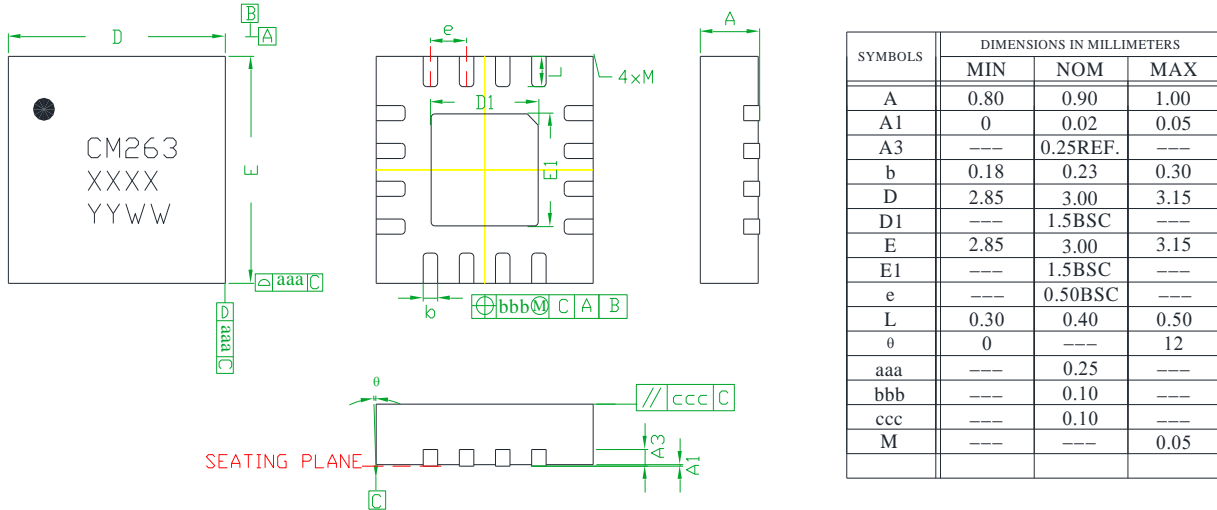 B
A
D
E
CM263
XXXX
YYWW
⌓ aaa C
⌓ aaa C
e
L
4xM
D1
E1
b
⌖ bbbⓂ C A B
A
θ
// ccc C
A3
A1
SEATING PLANE
C
SYMBOLS DIMENSIONS IN MILLIMETERS
MIN NOM MAX
A 0.80 0.90 1.00
A1 0 0.02 0.05
A3 --- 0.25REF. ---
b 0.18 0.23 0.30
D 2.85 3.00 3.15
D1 --- 1.5BSC ---
E 2.85 3.00 3.15
E1 --- 1.5BSC ---
e --- 0.50BSC ---
L 0.30 0.40 0.50
θ 0 --- 12
aaa --- 0.25 ---
bbb --- 0.10 ---
ccc --- 0.10 ---
M --- --- 0.05